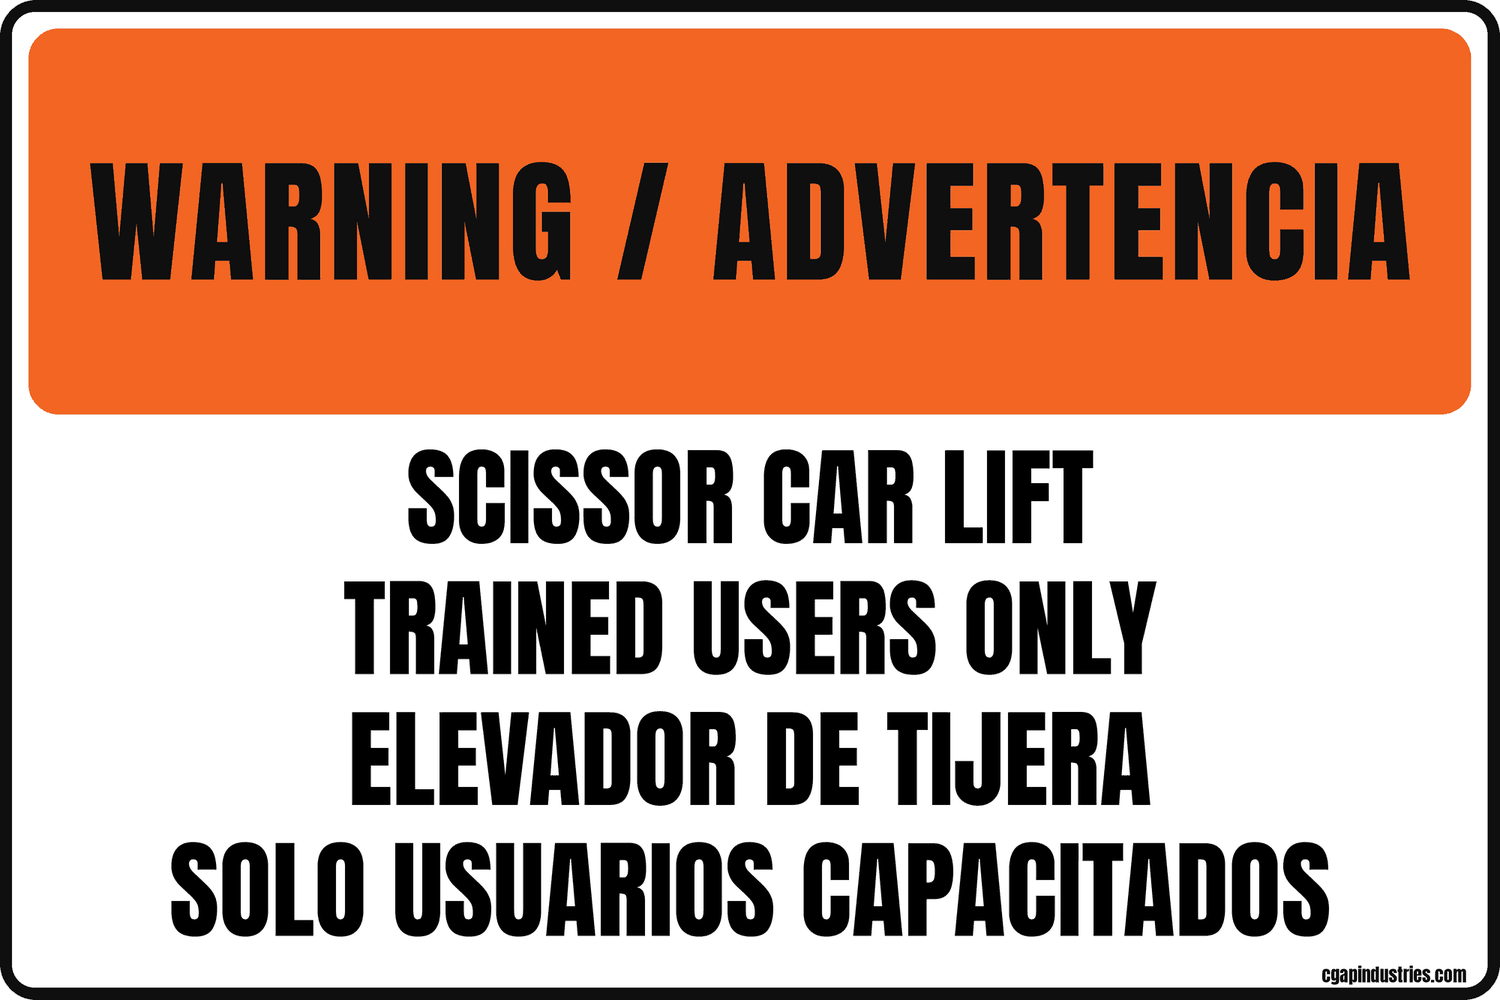 WARNING / ADVERTENCIA
SCISSOR CAR LIFT
TRAINED USERS ONLY
ELEVADOR DE TIJERA
SOLO USUARIOS CAPACITADOS
cgapindustries.com